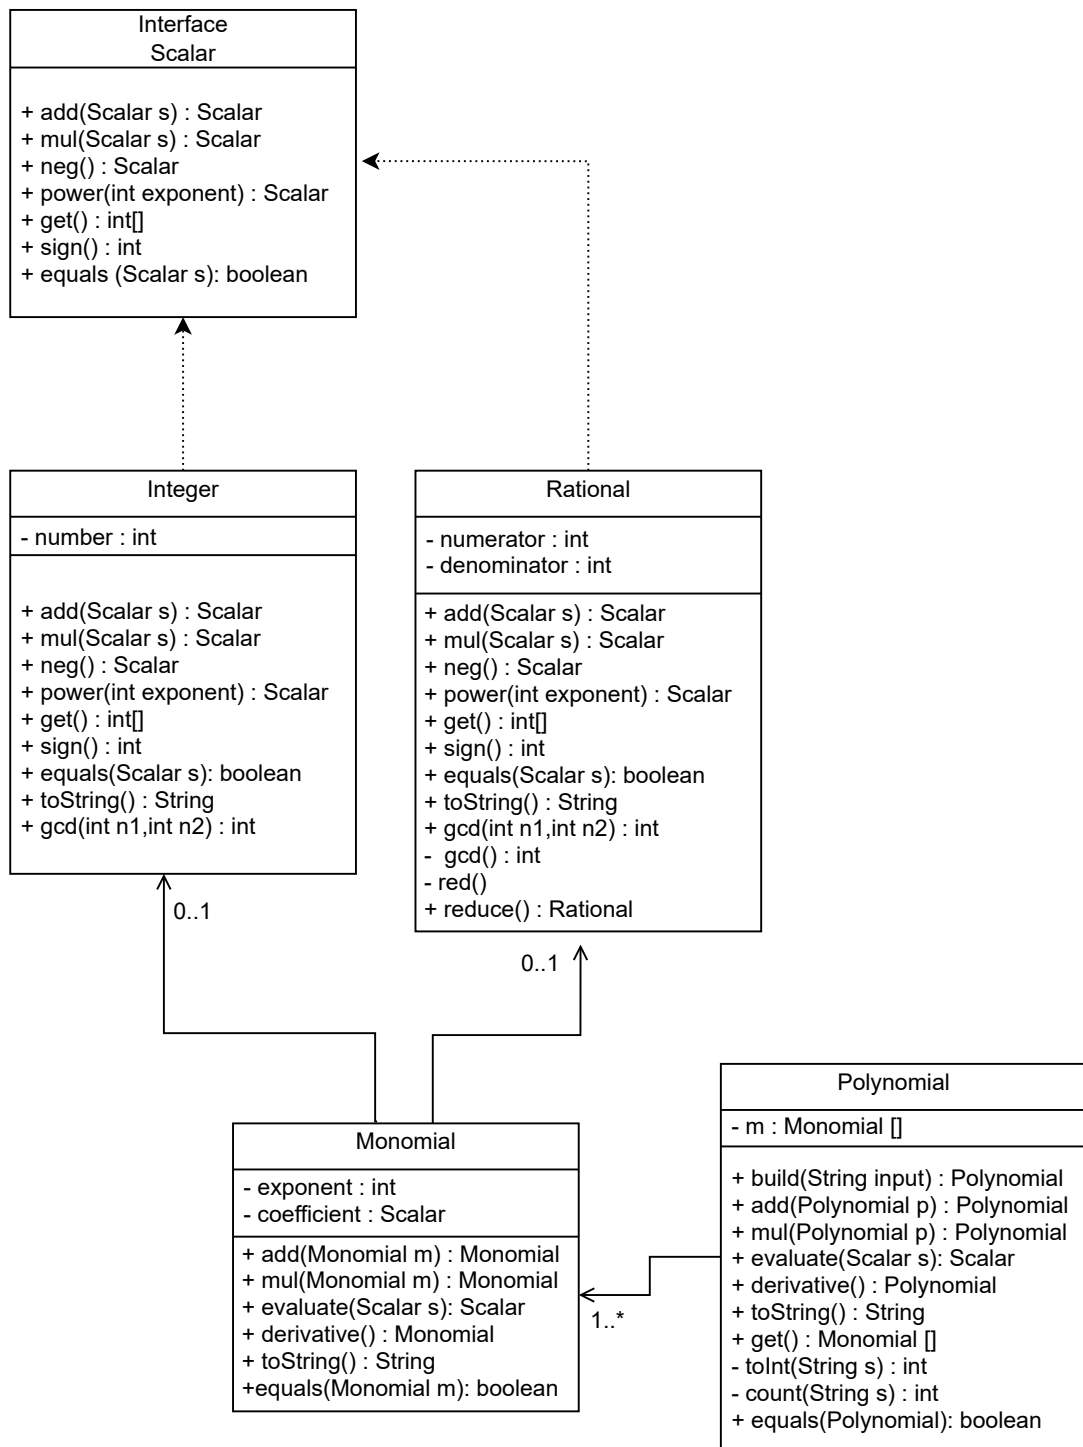 Interface
Scalar
+ add(Scalar s) : Scalar
+ mul(Scalar s) : Scalar
+ neg() : Scalar
+ power(int exponent) : Scalar
+ get() : int[]
+ sign() : int
+ equals (Scalar s): boolean
Integer
- number : int
+ add(Scalar s) : Scalar
+ mul(Scalar s) : Scalar
+ neg() : Scalar
+ power(int exponent) : Scalar
+ get() : int[]
+ sign() : int
+ equals(Scalar s): boolean
+ toString() : String
+ gcd(int n1,int n2) : int
Rational
- numerator : int
- denominator : int
+ add(Scalar s) : Scalar
+ mul(Scalar s) : Scalar
+ neg() : Scalar
+ power(int exponent) : Scalar
+ get() : int[]
+ sign() : int
+ equals(Scalar s): boolean
+ toString() : String
+ gcd(int n1,int n2) : int
-  gcd() : int
- red()
+ reduce() : Rational
0..1
0..1
Monomial
- exponent : int
- coefficient : Scalar
+ add(Monomial m) : Monomial
+ mul(Monomial m) : Monomial
+ evaluate(Scalar s): Scalar
+ derivative() : Monomial
+ toString() : String
+equals(Monomial m): boolean
1..*
Polynomial
- m : Monomial []
+ build(String input) : Polynomial
+ add(Polynomial p) : Polynomial
+ mul(Polynomial p) : Polynomial
+ evaluate(Scalar s): Scalar
+ derivative() : Polynomial
+ toString() : String
+ get() : Monomial []
- toInt(String s) : int
- count(String s) : int
+ equals(Polynomial): boolean